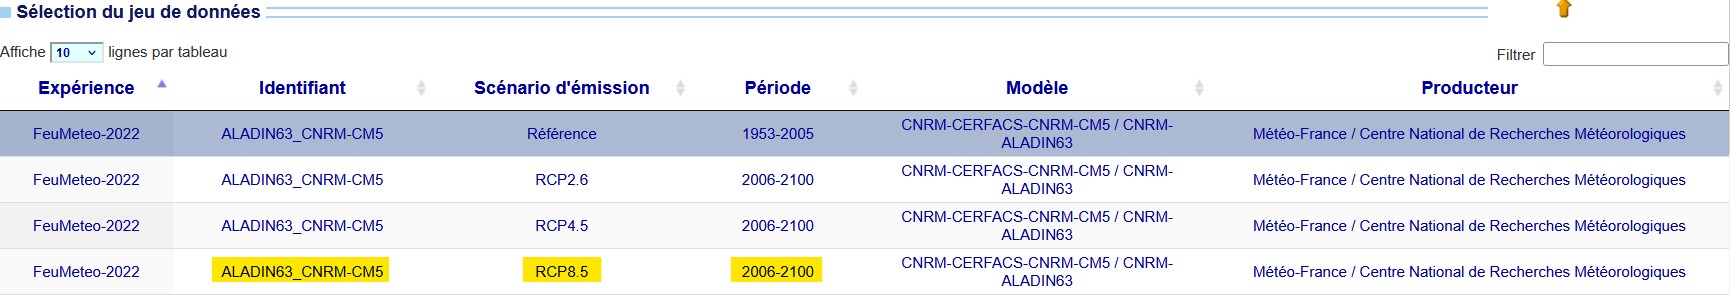 Sélection du jeu de données
Affiche 10 lignes par tableau
Filtrer
Expérience Identifiant Scénario d'émission Période Modèle Producteur
FeuMeteo-2022 ALADIN63_CNRM-CM5 Référence 1953-2005 CNRM-CERFACS-CNRM-CM5 / CNRM-
ALADIN63 Météo-France / Centre National de Recherches Météorologiques
FeuMeteo-2022 ALADIN63_CNRM-CM5 RCP2.6 2006-2100 CNRM-CERFACS-CNRM-CM5 / CNRM-
ALADIN63 Météo-France / Centre National de Recherches Météorologiques
FeuMeteo-2022 ALADIN63_CNRM-CM5 RCP4.5 2006-2100 CNRM-CERFACS-CNRM-CM5 / CNRM-
ALADIN63 Météo-France / Centre National de Recherches Météorologiques
FeuMeteo-2022 ALADIN63_CNRM-CM5 RCP8.5 2006-2100 CNRM-CERFACS-CNRM-CM5 / CNRM-
ALADIN63 Météo-France / Centre National de Recherches Météorologiques